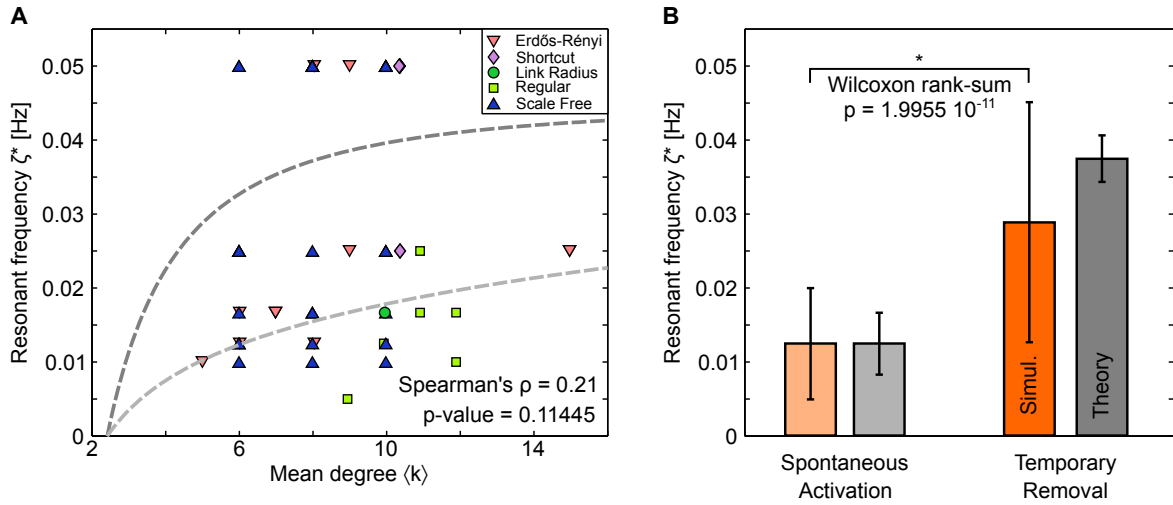 A
Resonant frequency ζ* [Hz]
0.05
0.04
0.03
0.02
0.01
0
2
6
10
14
Mean degree ⟨k⟩
Erdős-Rényi
Shortcut
Link Radius
Regular
Scale Free
Spearman's ρ = 0.21
p-value = 0.11445
B
Resonant frequency ζ* [Hz]
0.05
0.04
0.03
0.02
0.01
0
*
Wilcoxon rank-sum
p = 1.9955 10⁻¹¹
Simul.
Theory
Spontaneous
Activation
Temporary
Removal